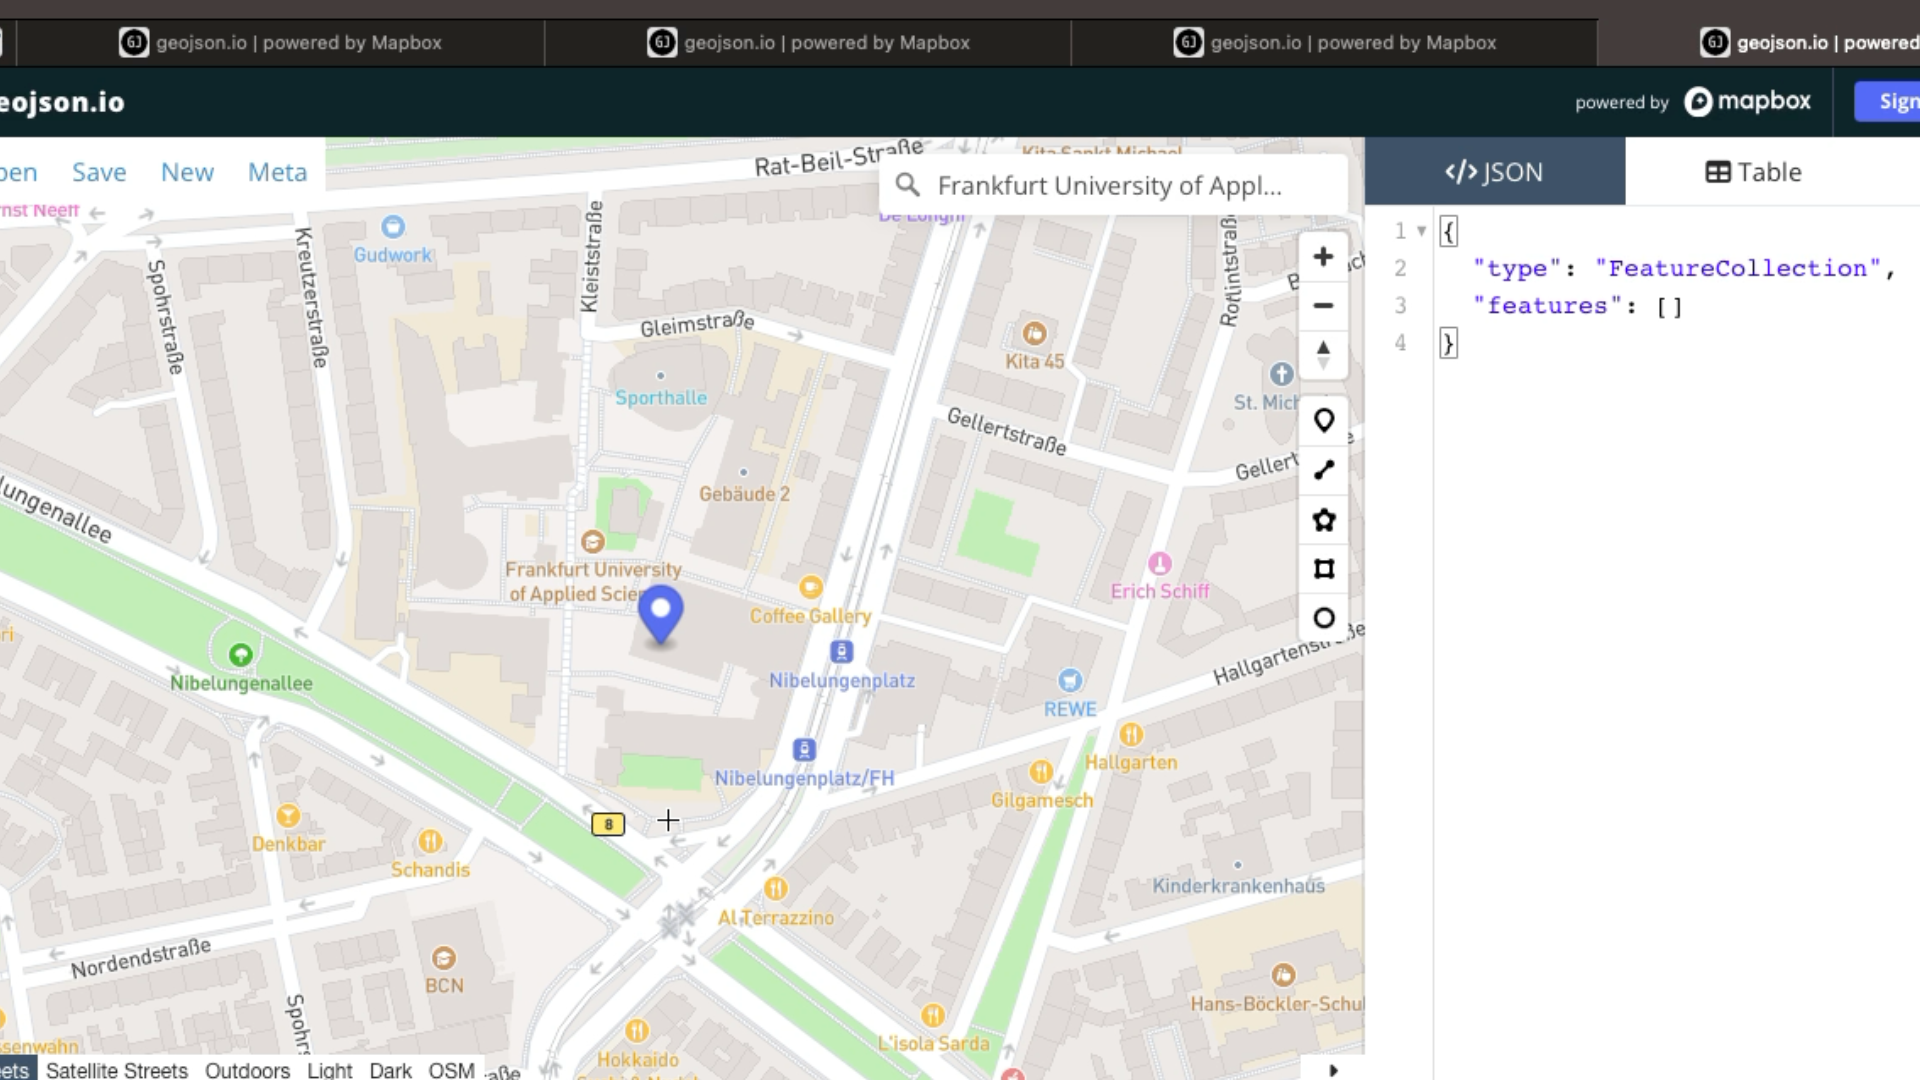 geojson.io | powered by Mapbox
geojson.io | powered by Mapbox
geojson.io | powered by Mapbox
geojson.io | powered
eojson.io
powered by mapbox
Sign
pen Save New Meta
</> JSON
Table
Frankfurt University of Appl...
1 {
2 "type": "FeatureCollection",
3 "features": []
4 }
Rat-Beil-Straße
Kita Sankt Michael
nst Neeff
De Longhi
Gudwork
Spohrstraße
Kreutzerstraße
Kleiststraße
Rotlintstraße
Gleimstraße
Kita 45
Sporthalle
St. Mich
Gellertstraße
Gellert
Gebäude 2
lungenallee
Frankfurt University
of Applied Scie
Erich Schiff
Coffee Gallery
ri
Nibelungenallee
Nibelungenplatz
Hallgartenstraße
REWE
Nibelungenplatz/FH
Hallgarten
Gilgamesch
8
Denkbar
Schandis
Kinderkrankenhaus
Al Terrazzino
Nordendstraße
BCN
Hans-Böckler-Schul
Spohrs
L'isola Sarda
ssenwahn
Hokkaido
aße
eets Satellite Streets Outdoors Light Dark OSM